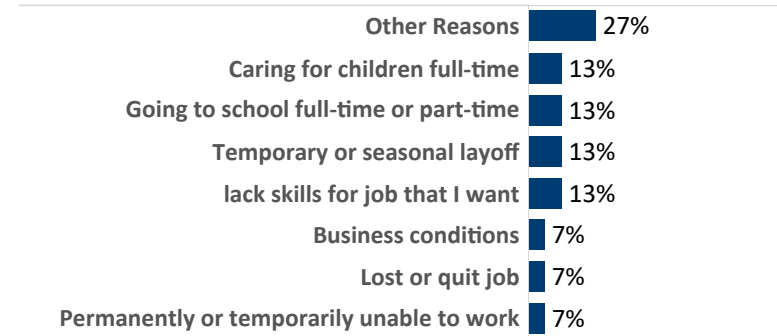 Other Reasons 27%
Caring for children full-time 13%
Going to school full-time or part-time 13%
Temporary or seasonal layoff 13%
lack skills for job that I want 13%
Business conditions 7%
Lost or quit job 7%
Permanently or temporarily unable to work 7%